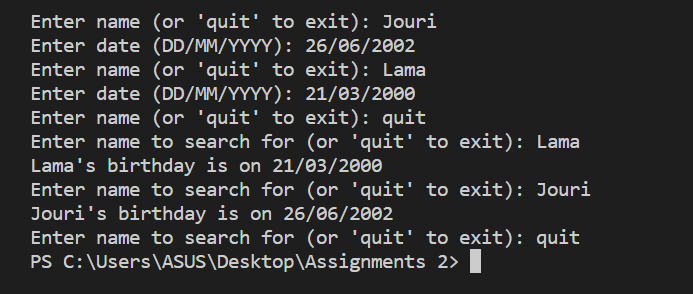 Enter name (or 'quit' to exit): Jouri
Enter date (DD/MM/YYYY): 26/06/2002
Enter name (or 'quit' to exit): Lama
Enter date (DD/MM/YYYY): 21/03/2000
Enter name (or 'quit' to exit): quit
Enter name to search for (or 'quit' to exit): Lama
Lama's birthday is on 21/03/2000
Enter name to search for (or 'quit' to exit): Jouri
Jouri's birthday is on 26/06/2002
Enter name to search for (or 'quit' to exit): quit
PS C:\Users\ASUS\Desktop\Assignments 2>